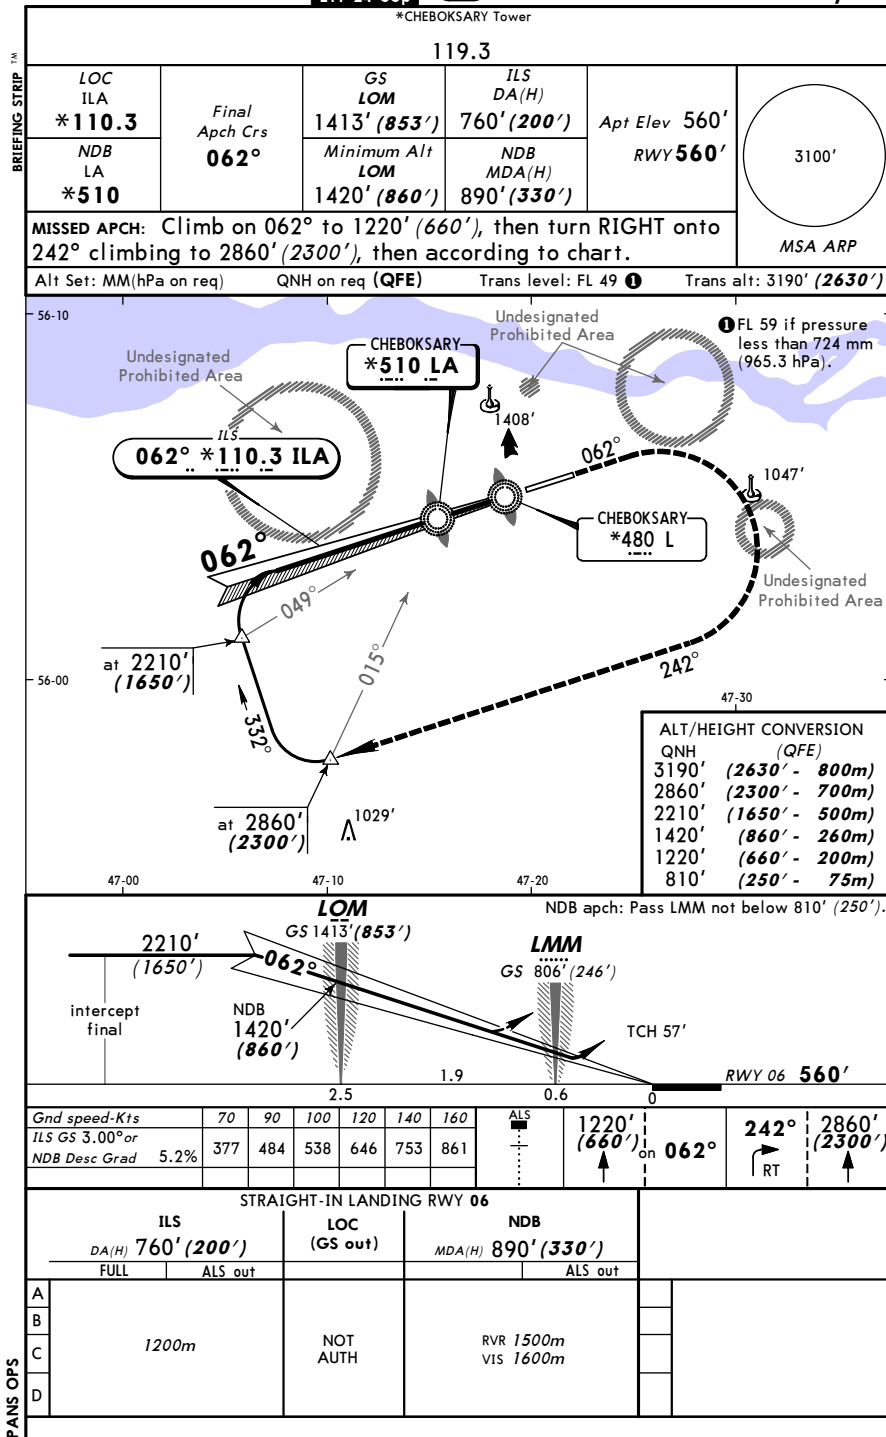 *CHEBOKSARY Tower
119.3
BRIEFING STRIP TM
LOC
ILA
*110.3
Final
Apch Crs
062°
GS
LOM
1413' (853')
ILS
DA(H)
760' (200')
Apt Elev 560'
RWY 560'
3100'
MSA ARP
NDB
LA
*510
Minimum Alt
LOM
1420' (860')
NDB
MDA(H)
890' (330')
MISSED APCH: Climb on 062° to 1220' (660'), then turn RIGHT onto
242° climbing to 2860' (2300'), then according to chart.
Alt Set: MM(hPa on req) QNH on req (QFE) Trans level: FL 49 1 Trans alt: 3190' (2630')
56-10
Undesignated
Prohibited Area
1 FL 59 if pressure
less than 724 mm
(965.3 hPa).
CHEBOKSARY
*510 LA
Undesignated
Prohibited Area
1408'
ILS
062° *110.3 ILA
062°
1047'
CHEBOKSARY
*480 L
062°
Undesignated
Prohibited Area
049°
015°
at 2210'
(1650')
242°
56-00
332°
47-30
at 2860'
(2300')
1029'
47-00
47-10
47-20
ALT/HEIGHT CONVERSION
QNH (QFE)
3190' (2630' - 800m)
2860' (2300' - 700m)
2210' (1650' - 500m)
1420' (860' - 260m)
1220' (660' - 200m)
810' (250' - 75m)
NDB apch: Pass LMM not below 810' (250').
LOM
GS 1413' (853')
2210'
(1650')
062°
LMM
GS 806' (246')
intercept
final
NDB
1420'
(860')
TCH 57'
1.9
RWY 06 560'
2.5
0.6
0
Gnd speed-Kts 70 90 100 120 140 160
ILS GS 3.00° or
NDB Desc Grad 5.2% 377 484 538 646 753 861
ALS
1220'
(660') on 062°
242°
RT
2860'
(2300')
STRAIGHT-IN LANDING RWY 06
ILS
DA(H) 760' (200')
LOC
(GS out)
NDB
MDA(H) 890' (330')
FULL
ALS out
ALS out
A
B
C
D
1200m
NOT
AUTH
RVR 1500m
VIS 1600m
PANS OPS